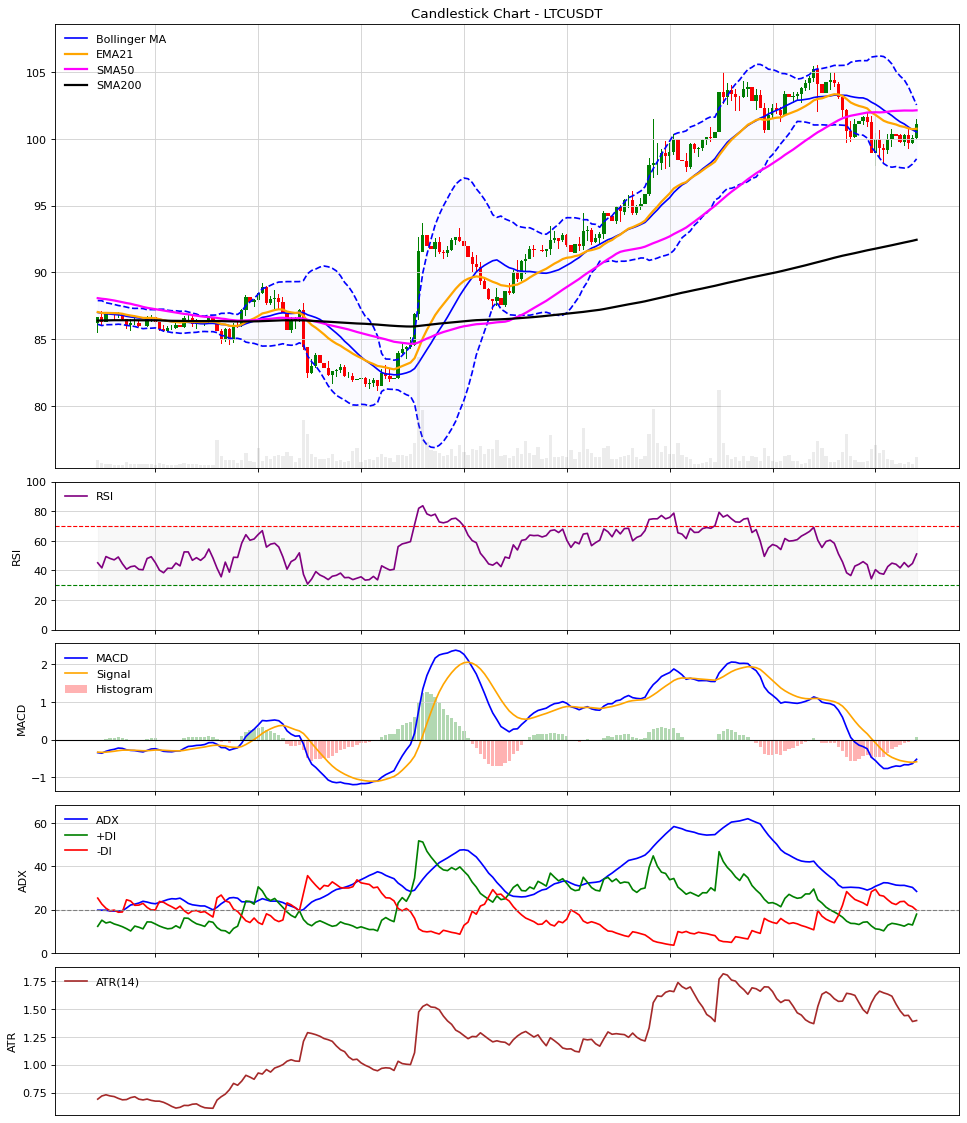 Candlestick Chart - LTCUSDT
Bollinger MA
EMA21
SMA50
SMA200
105
100
95
90
85
80
RSI
100
80
60
40
20
0
RSI
MACD
Signal
Histogram
2
1
0
−1
MACD
ADX
+DI
-DI
60
40
20
0
ADX
ATR(14)
1.75
1.50
1.25
1.00
0.75
ATR